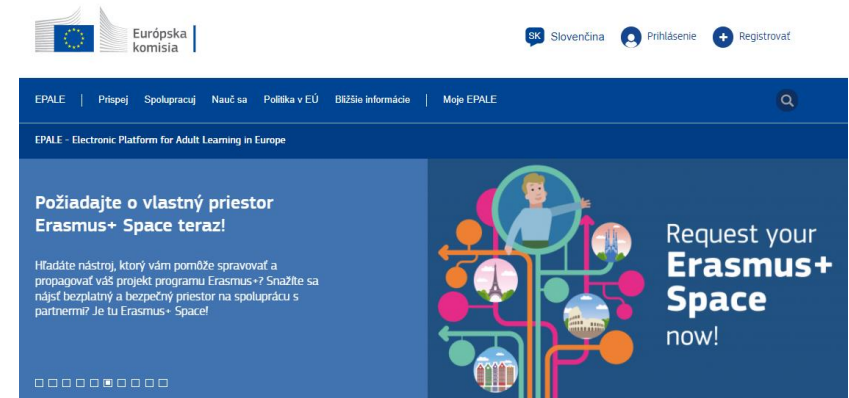 Európska
komisia
SK Slovenčina Prihlásenie Registrovať
EPALE | Prispej Spolupracuj Nauč sa Politika v EÚ Bližšie informácie | Moje EPALE
EPALE - Electronic Platform for Adult Learning in Europe
Požiadajte o vlastný priestor
Erasmus+ Space teraz!
Hľadáte nástroj, ktorý vám pomôže spravovať a
propagovať váš projekt programu Erasmus+? Snažíte sa
nájsť bezplatný a bezpečný priestor na spoluprácu s
partnermi? Je tu Erasmus+ Space!
Request your
Erasmus+
Space
now!